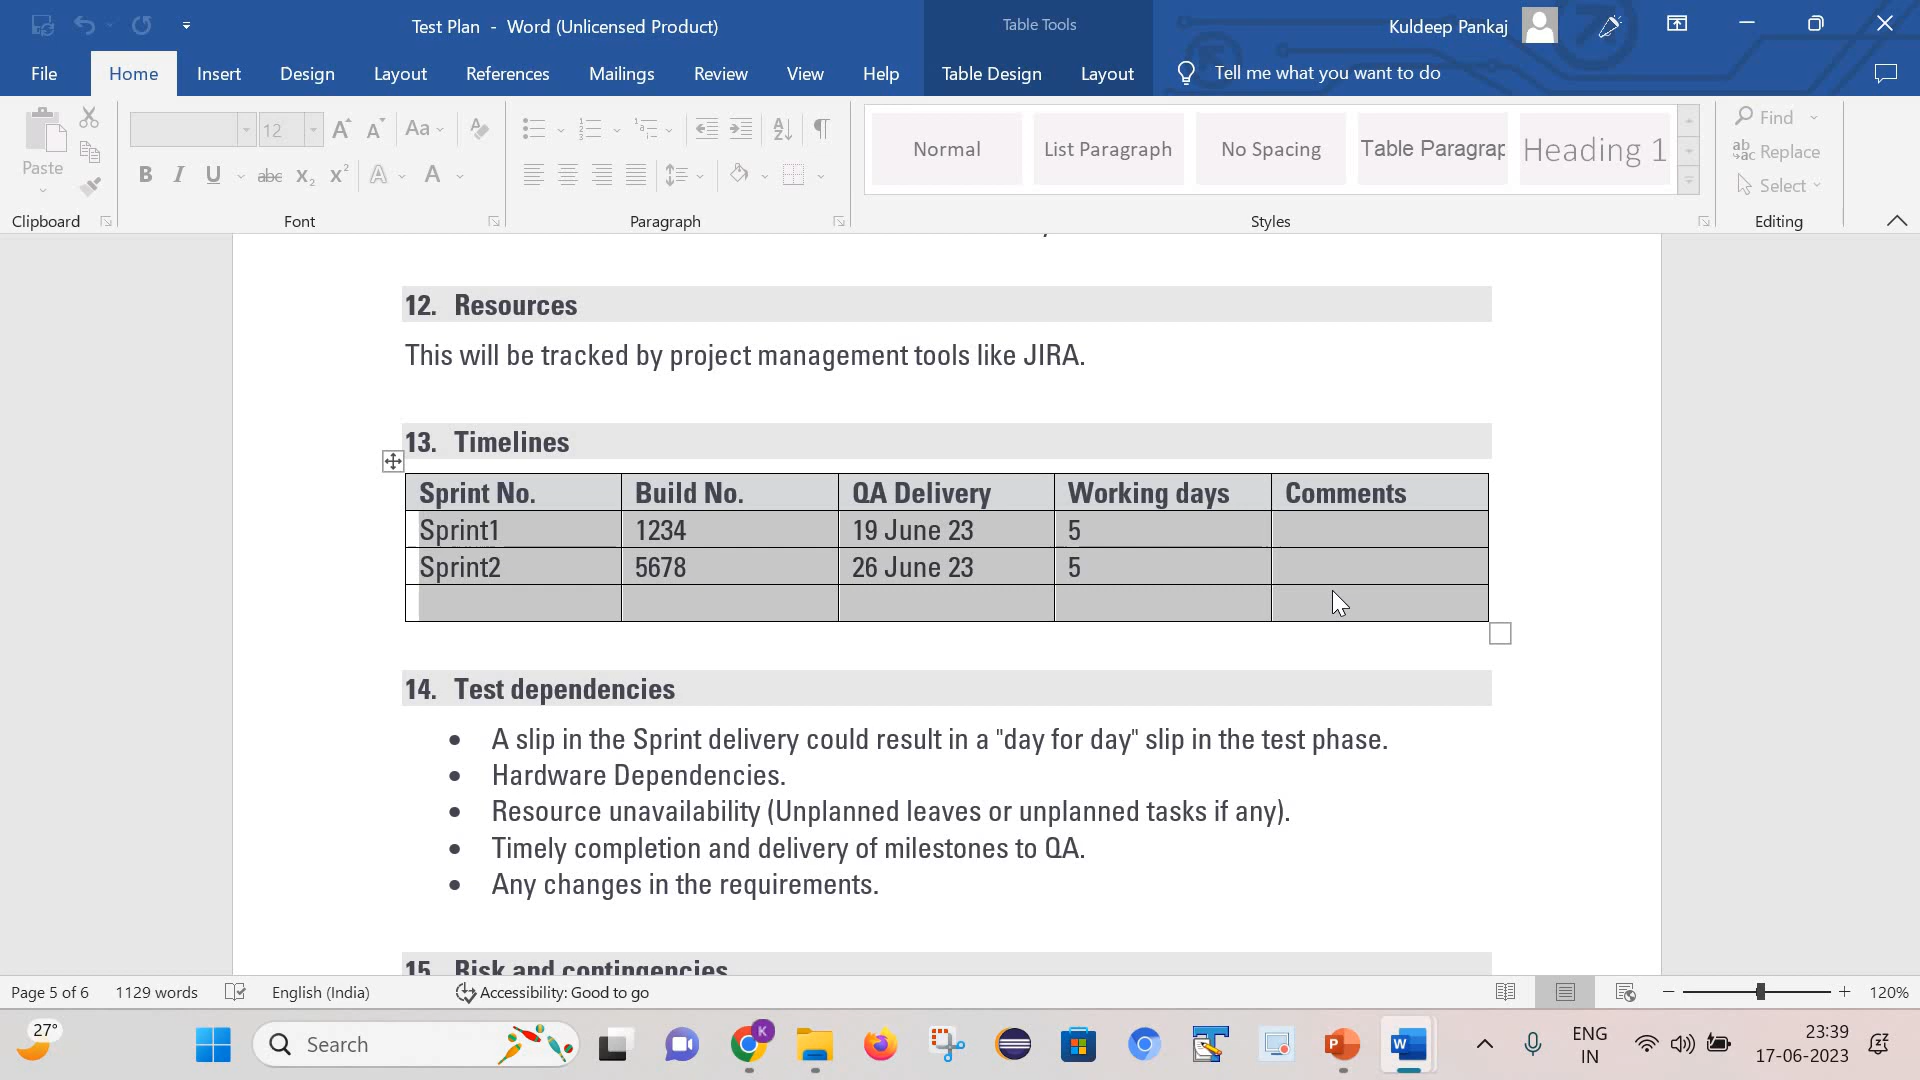 Test Plan - Word (Unlicensed Product)
Table Tools
Kuldeep Pankaj
File Home Insert Design Layout References Mailings Review View Help Table Design Layout Tell me what you want to do
Paste
12
Aa
Normal
List Paragraph
No Spacing
Table Paragrap
Heading 1
Find
Replace
Select
Clipboard
Font
Paragraph
Styles
Editing
12. Resources
This will be tracked by project management tools like JIRA.
13. Timelines
Sprint No. Build No. QA Delivery Working days Comments
Sprint1 1234 19 June 23 5
Sprint2 5678 26 June 23 5
14. Test dependencies
• A slip in the Sprint delivery could result in a "day for day" slip in the test phase.
• Hardware Dependencies.
• Resource unavailability (Unplanned leaves or unplanned tasks if any).
• Timely completion and delivery of milestones to QA.
• Any changes in the requirements.
15. Risk and contingencies
Page 5 of 6 1129 words English (India) Accessibility: Good to go 120%
27°
Search
K
ENG
IN
23:39
17-06-2023